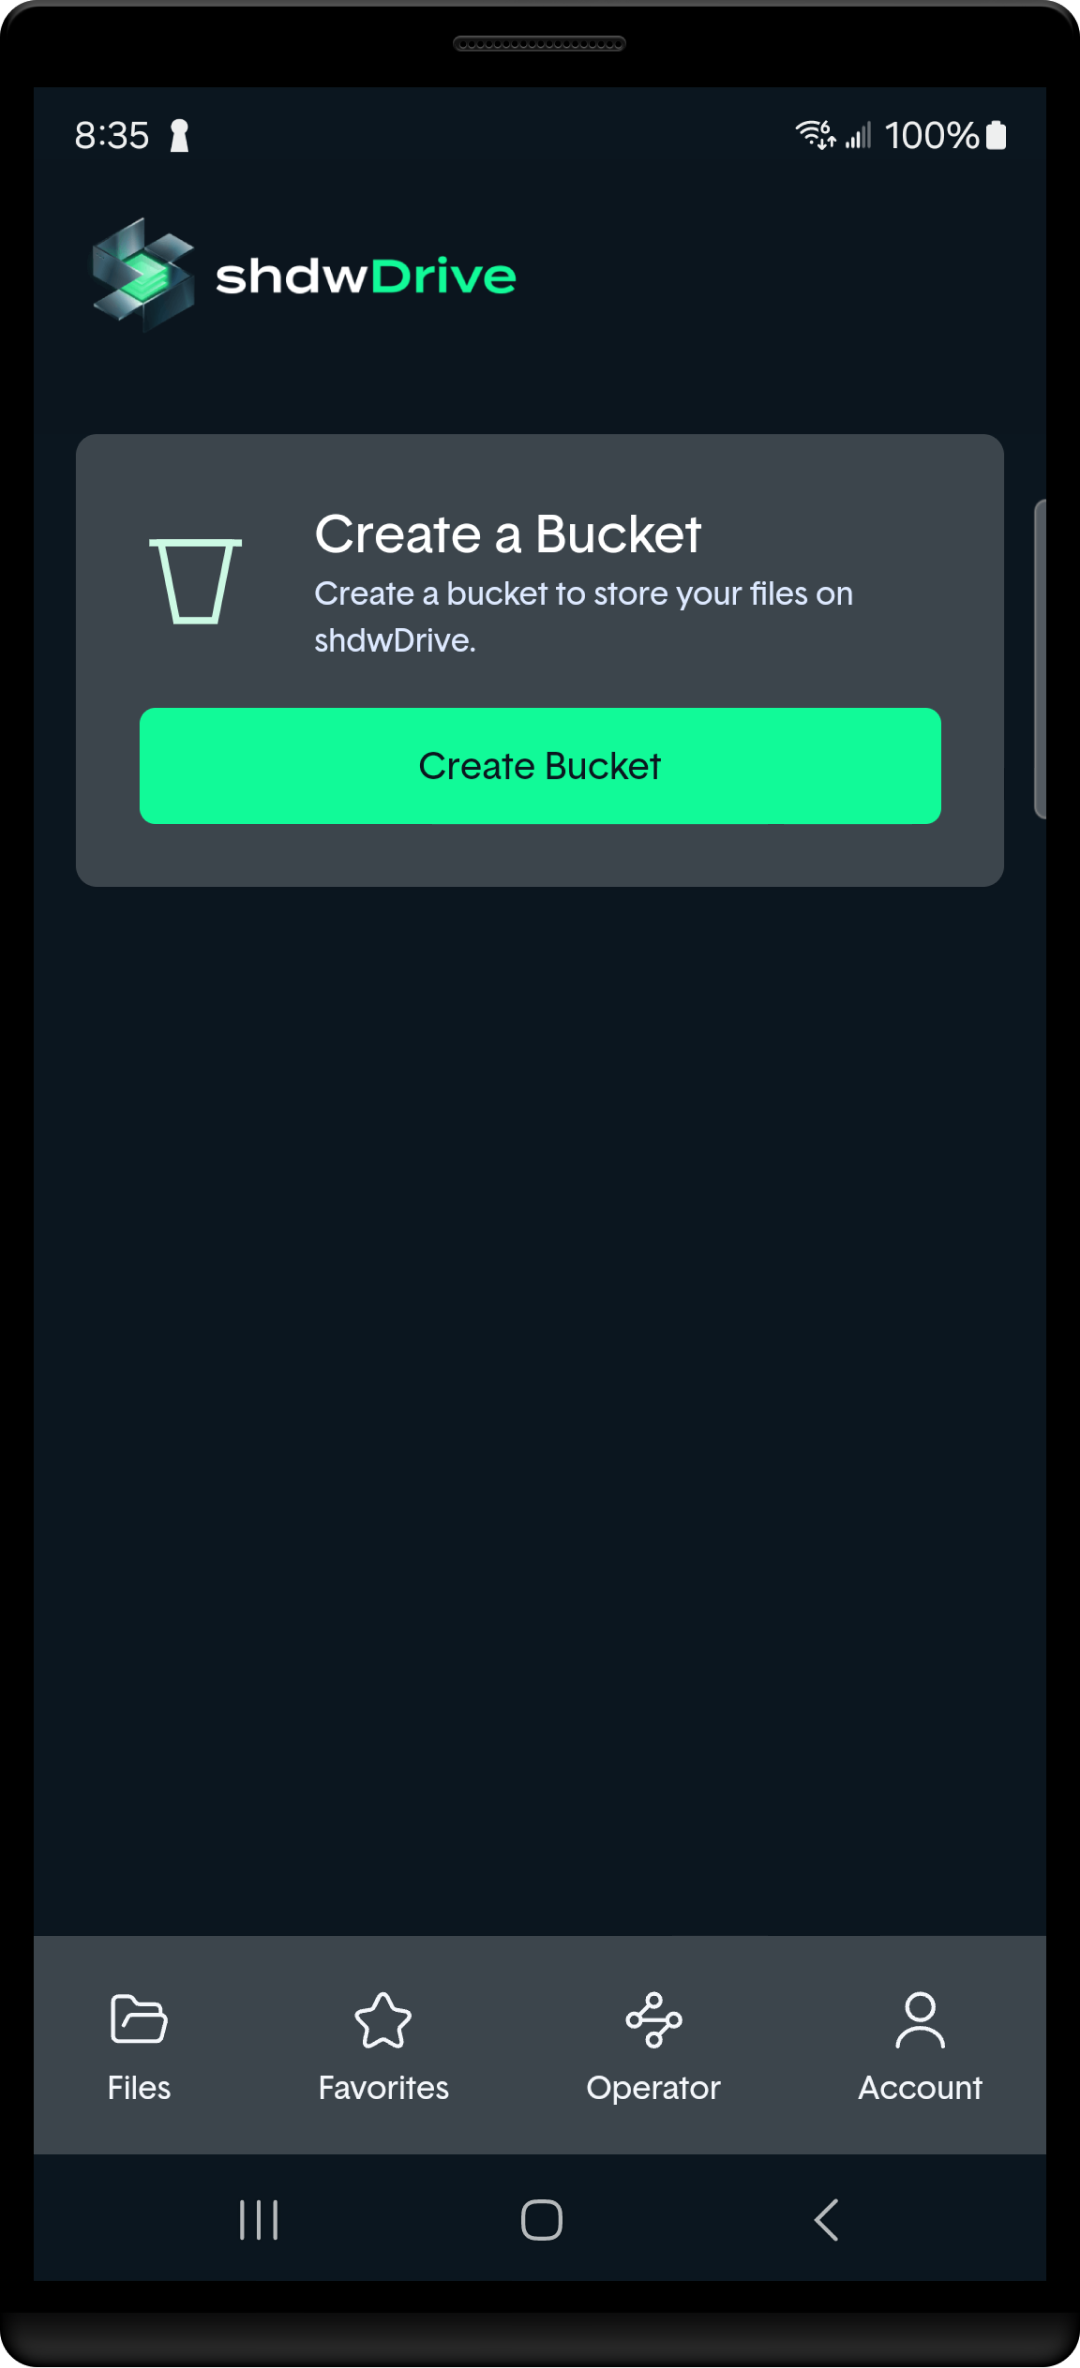 8:35
100%
shdwDrive
Create a Bucket
Create a bucket to store your files on
shdwDrive.
Create Bucket
Files
Favorites
Operator
Account